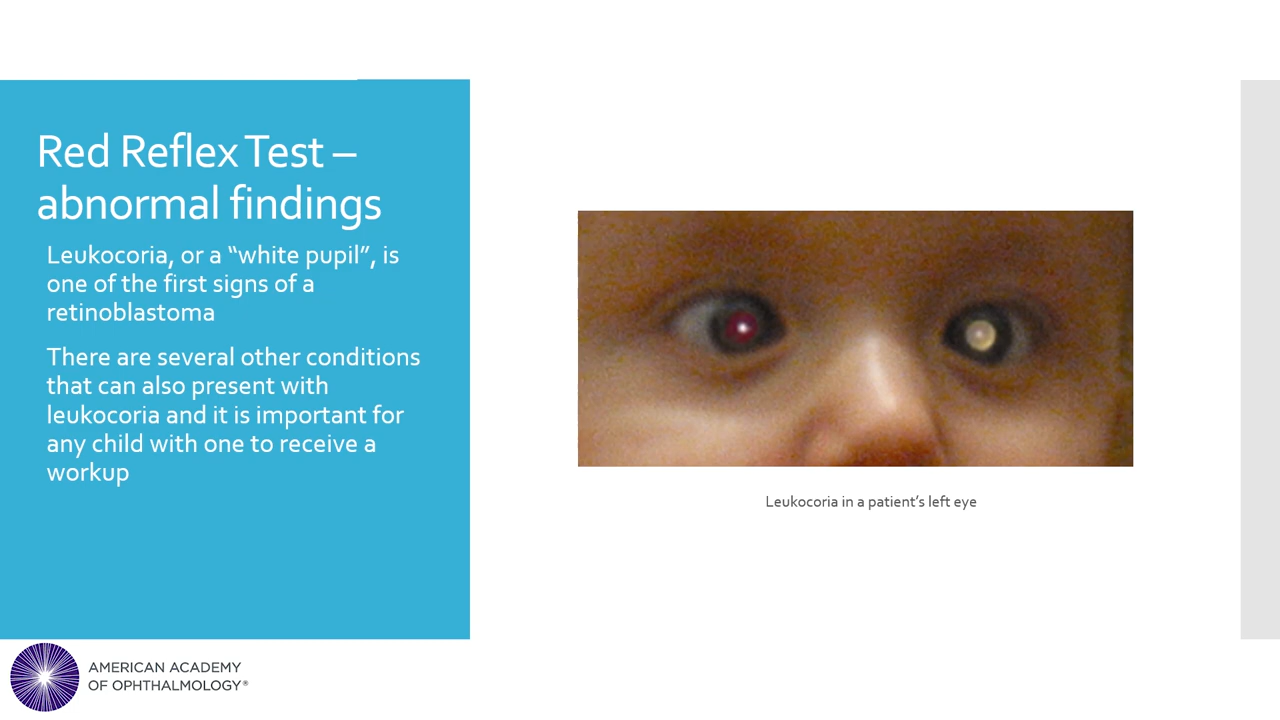 Red Reflex Test –
abnormal findings
Leukocoria, or a “white pupil”, is
one of the first signs of a
retinoblastoma
There are several other conditions
that can also present with
leukocoria and it is important for
any child with one to receive a
workup
Leukocoria in a patient’s left eye
AMERICAN ACADEMY
OF OPHTHALMOLOGY®